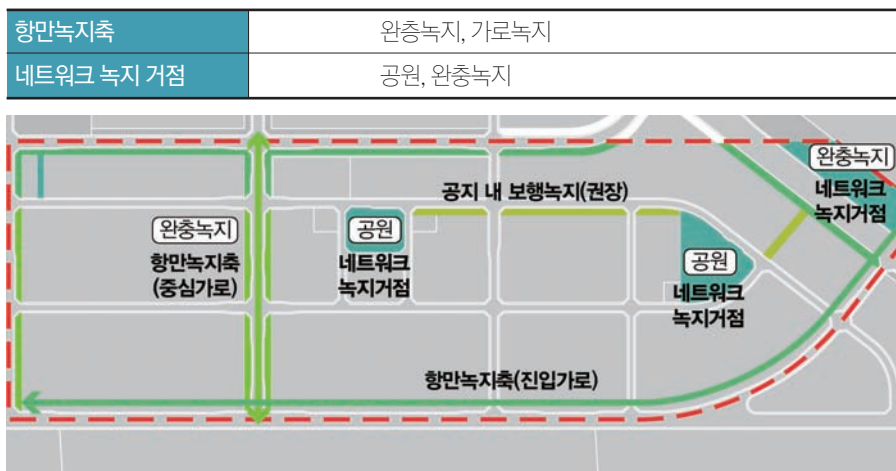 항만녹지축 완층녹지, 가로녹지
네트워크 녹지 거점 공원, 완충녹지
완충녹지
네트워크
녹지거점
공지 내 보행녹지(권장)
완충녹지
항만녹지축
(중심가로)
공원
네트워크
녹지거점
공원
네트워크
녹지거점
항만녹지축(진입가로)